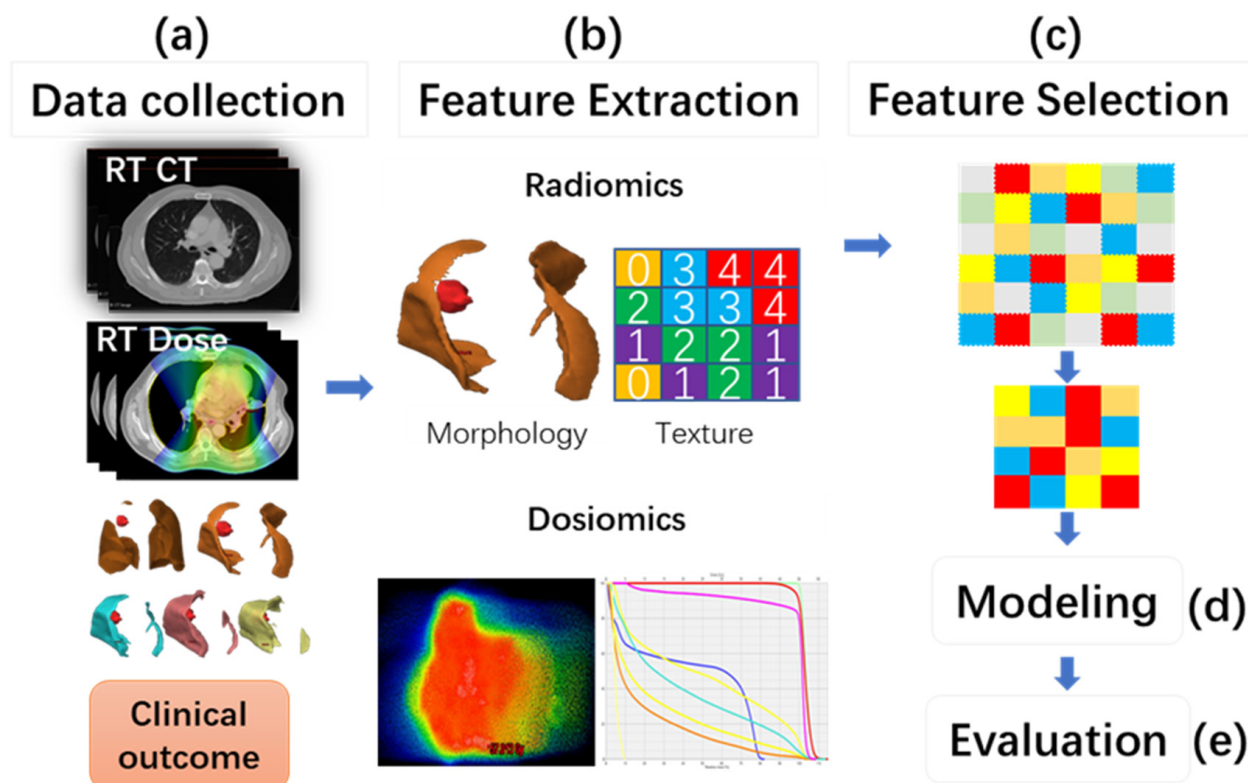 (a)
Data collection
RT CT
RT Dose
Clinical
outcome
(b)
Feature Extraction
Radiomics
0 3 4 4
2 3 3 4
1 2 2 1
0 1 2 1
Morphology Texture
Dosiomics
(c)
Feature Selection
Modeling (d)
Evaluation (e)